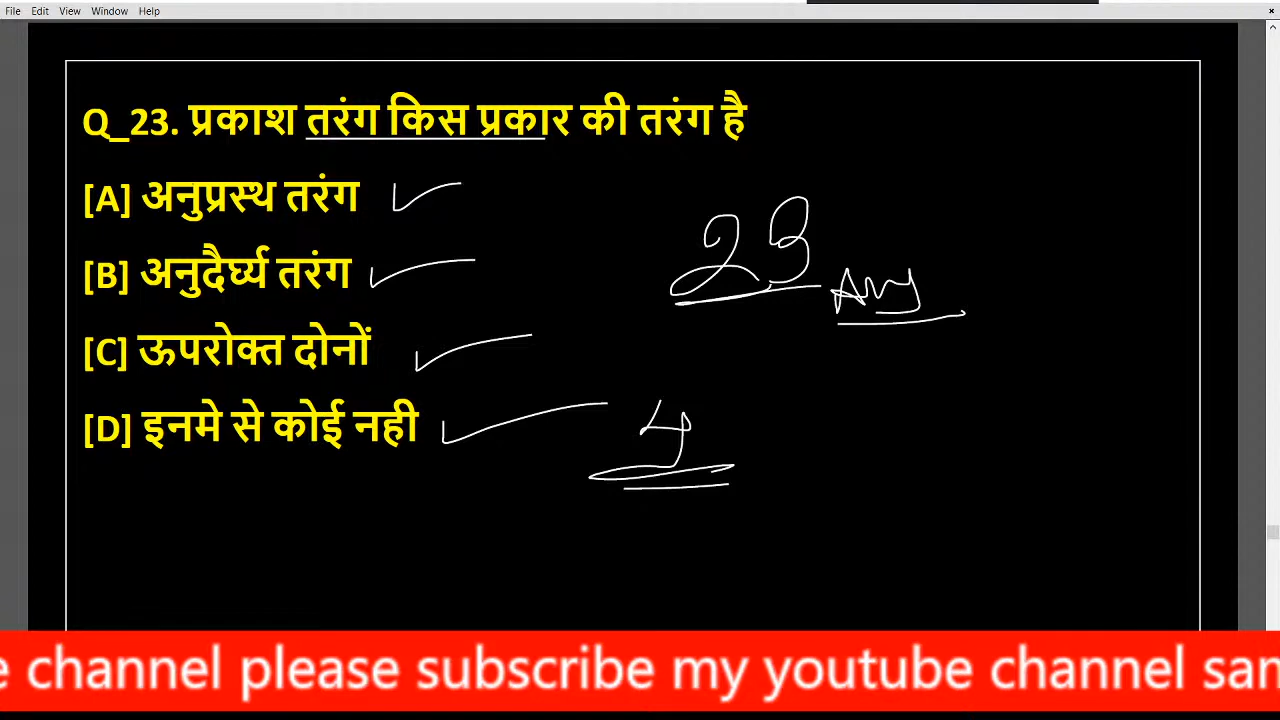 File Edit View Window Help
Q_23. प्रकाश तरंग किस प्रकार की तरंग है
[A] अनुप्रस्थ तरंग
[B] अनुदैर्घ्य तरंग
23
Ans
[C] ऊपरोक्त दोनों
[D] इनमे से कोई नही
4
e channel please subscribe my youtube channel sam